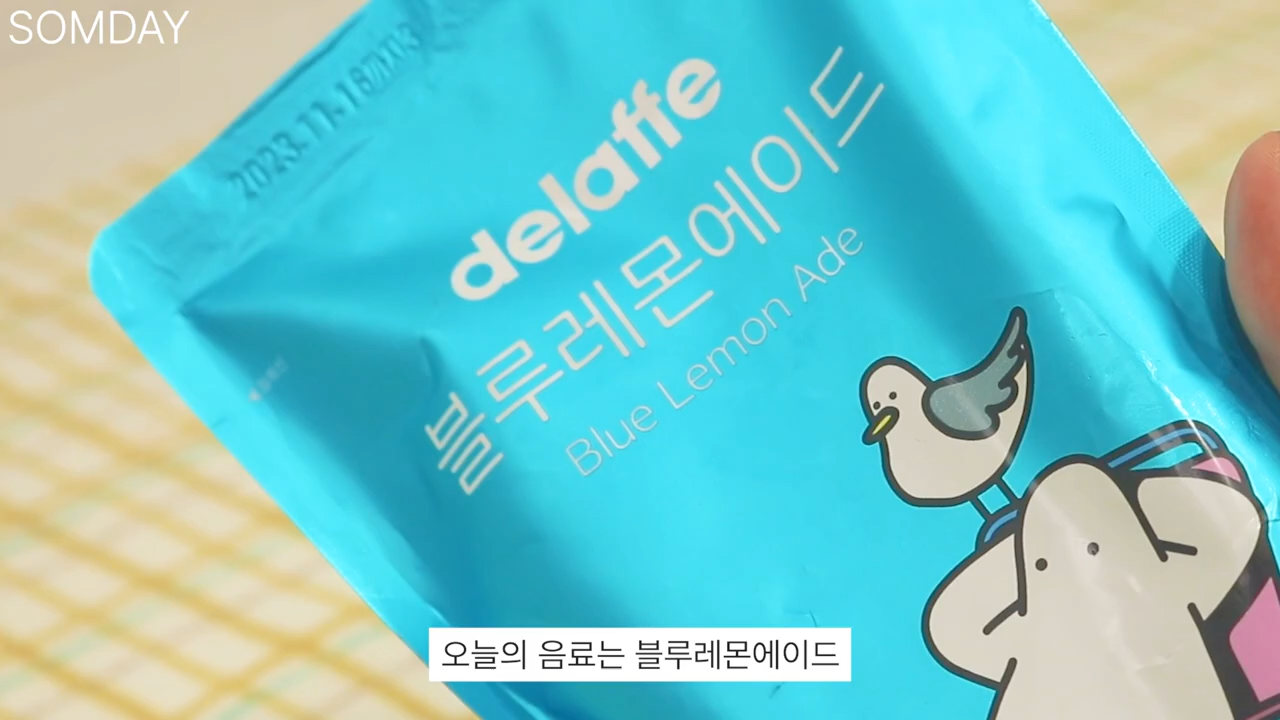 SOMDAY
2023.11.18
delaffe
블루레몬에이드
Blue Lemon Ade
오늘의 음료는 블루레몬에이드